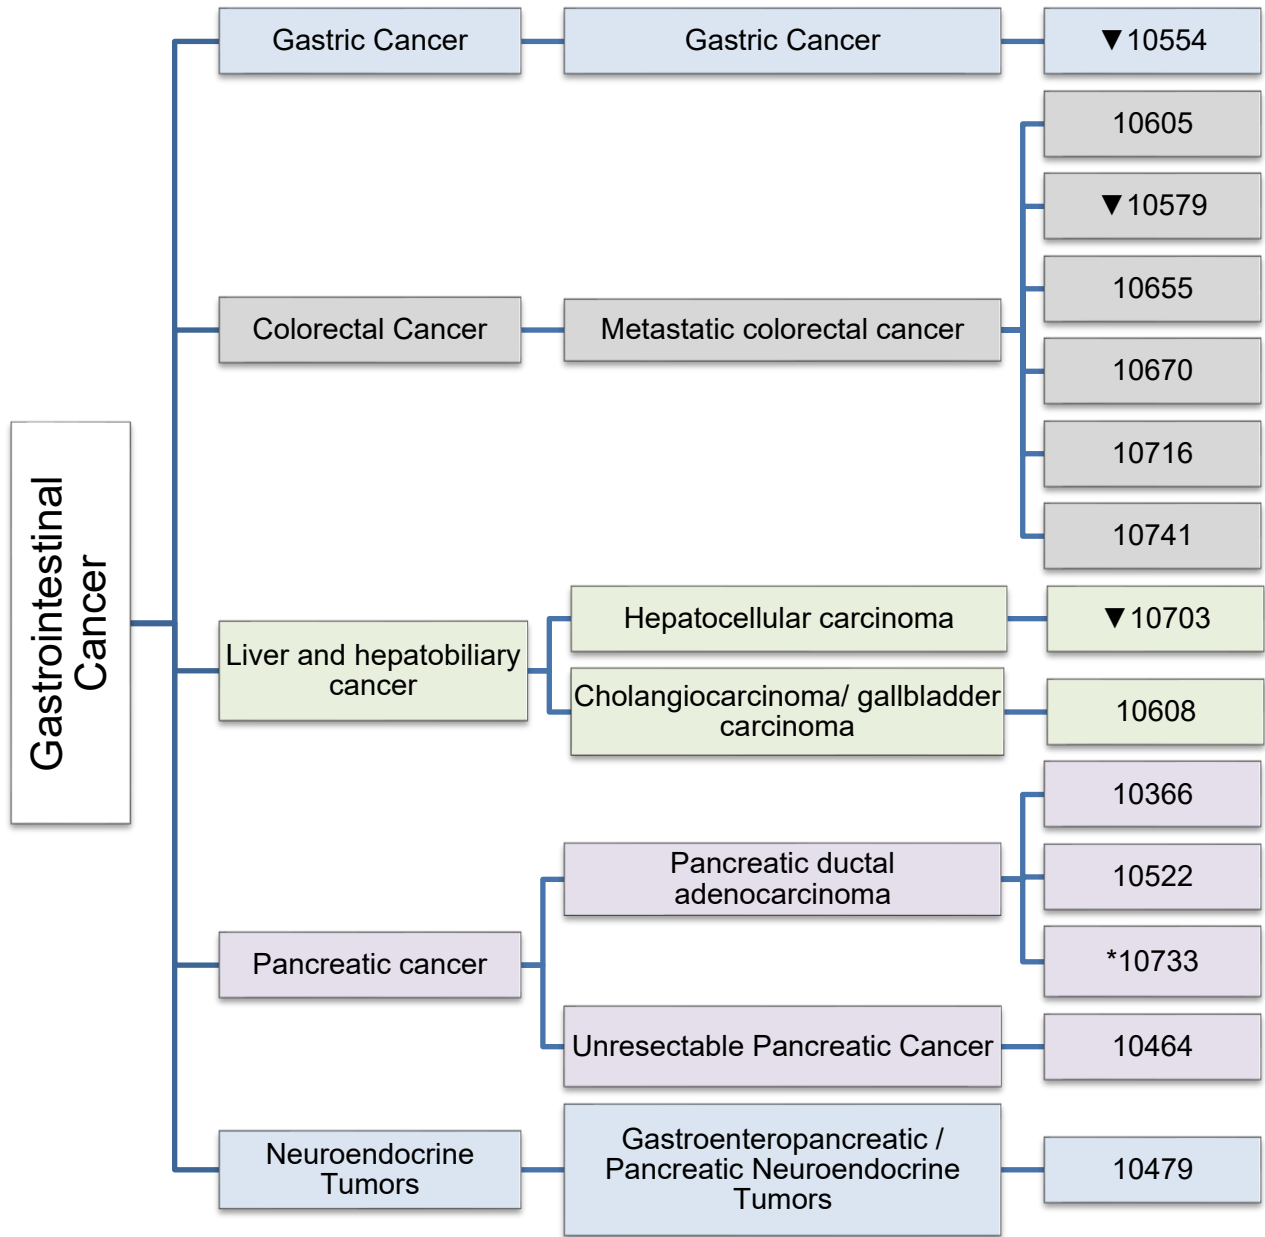 Gastrointestinal
Cancer
Gastric Cancer
Gastric Cancer
▼10554
Colorectal Cancer
Metastatic colorectal cancer
10605
▼10579
10655
10670
10716
10741
Liver and hepatobiliary
cancer
Hepatocellular carcinoma
▼10703
Cholangiocarcinoma/ gallbladder
carcinoma
10608
Pancreatic cancer
Pancreatic ductal
adenocarcinoma
10366
10522
*10733
Unresectable Pancreatic Cancer
10464
Neuroendocrine
Tumors
Gastroenteropancreatic /
Pancreatic Neuroendocrine
Tumors
10479